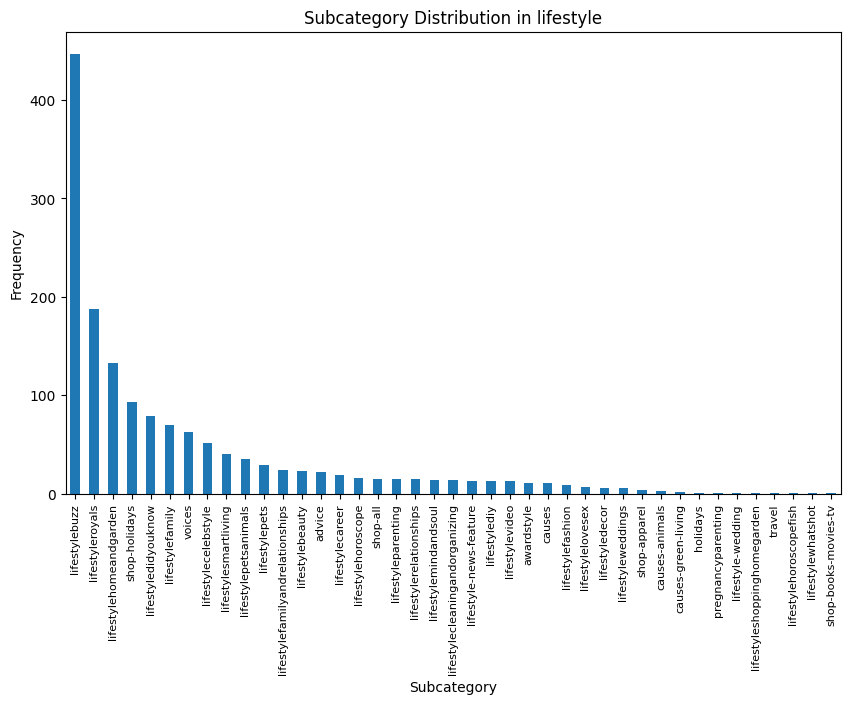 Subcategory Distribution in lifestyle
Frequency
400
300
200
100
0
lifestylebuzz
lifestyleroyals
lifestylehomeandgarden
shop-holidays
lifestyledidyouknow
lifestylefamily
voices
lifestylecelebstyle
lifestylesmartliving
lifestylepetsanimals
lifestylepets
lifestylefamilyandrelationships
lifestylebeauty
advice
lifestylecareer
lifestylehoroscope
shop-all
lifestyleparenting
lifestylerelationships
lifestylemindandsoul
lifestylecleaningandorganizing
lifestyle-news-feature
lifestylediy
lifestylevideo
awardstyle
causes
lifestylefashion
lifestylelovesex
lifestyledecor
lifestyleweddings
shop-apparel
causes-animals
causes-green-living
holidays
pregnancyparenting
lifestyle-wedding
lifestyleshoppinghomegarden
travel
lifestylehoroscopefish
lifestylewhatshot
shop-books-movies-tv
Subcategory